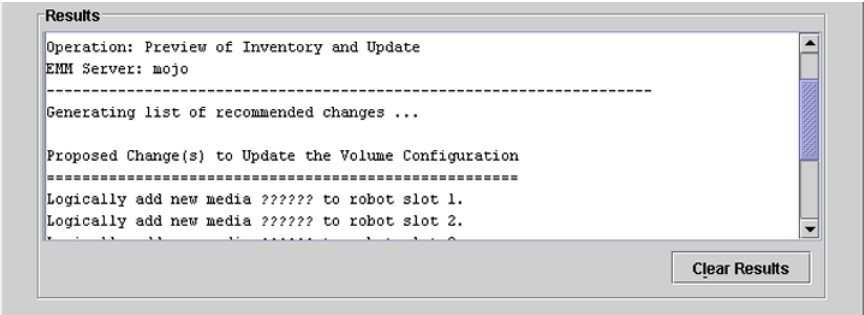 Results
Operation: Preview of Inventory and Update
EMM Server: mojo
--------------------------------------------------------------------
Generating list of recommended changes ...
Proposed Change(s) to Update the Volume Configuration
=====================================================
Logically add new media ?????? to robot slot 1.
Logically add new media ?????? to robot slot 2.
Clear Results